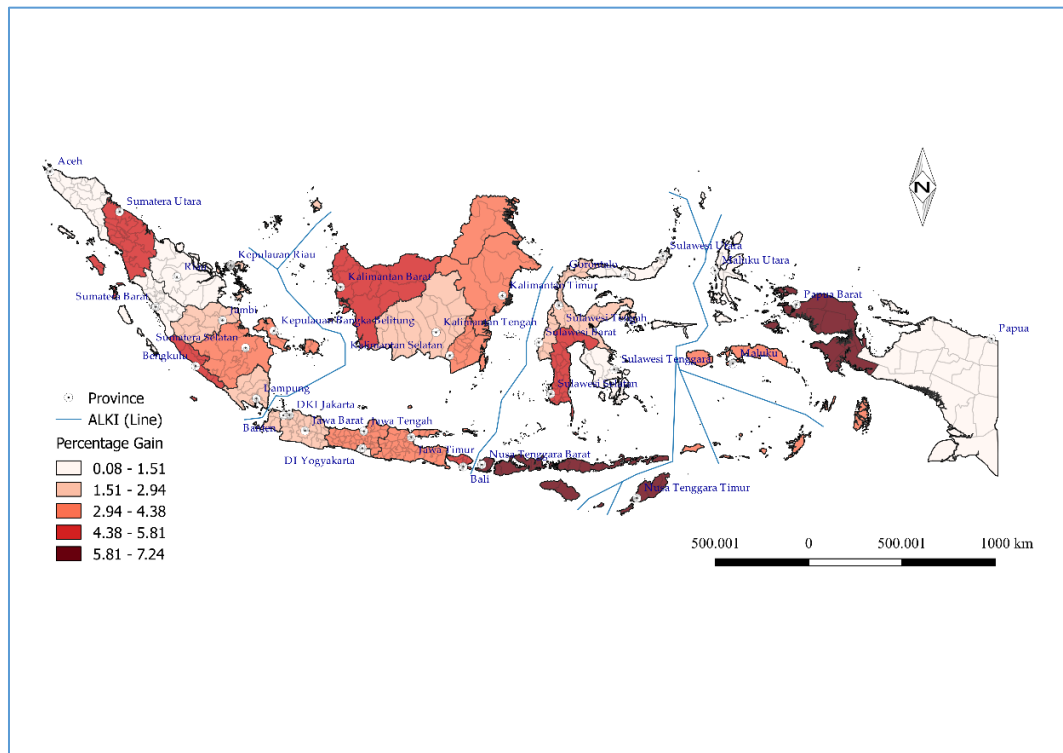 Aceh
Sumatera Utara
N
Kepulauan Riau
Sulawesi Utara
Riau
Gorontalo
Maluku Utara
Kalimantan Barat
Kalimantan Timur
Sumatera Barat
Papua Barat
Jambi
Kepulauan Bangka Belitung
Kalimantan Tengah
Sulawesi Tengah
Papua
Sumatera Selatan
Kalimantan Selatan
Sulawesi Barat
Bengkulu
Sulawesi Tenggara
Maluku
Lampung
Sulawesi Selatan
DKI Jakarta
Banten
Jawa Barat
Jawa Tengah
DI Yogyakarta
Jawa Timur
Nusa Tenggara Barat
Bali
Nusa Tenggara Timur
Province
ALKI (Line)
Percentage Gain
0.08 - 1.51
1.51 - 2.94
2.94 - 4.38
4.38 - 5.81
5.81 - 7.24
500.001 0 500.001 1000 km